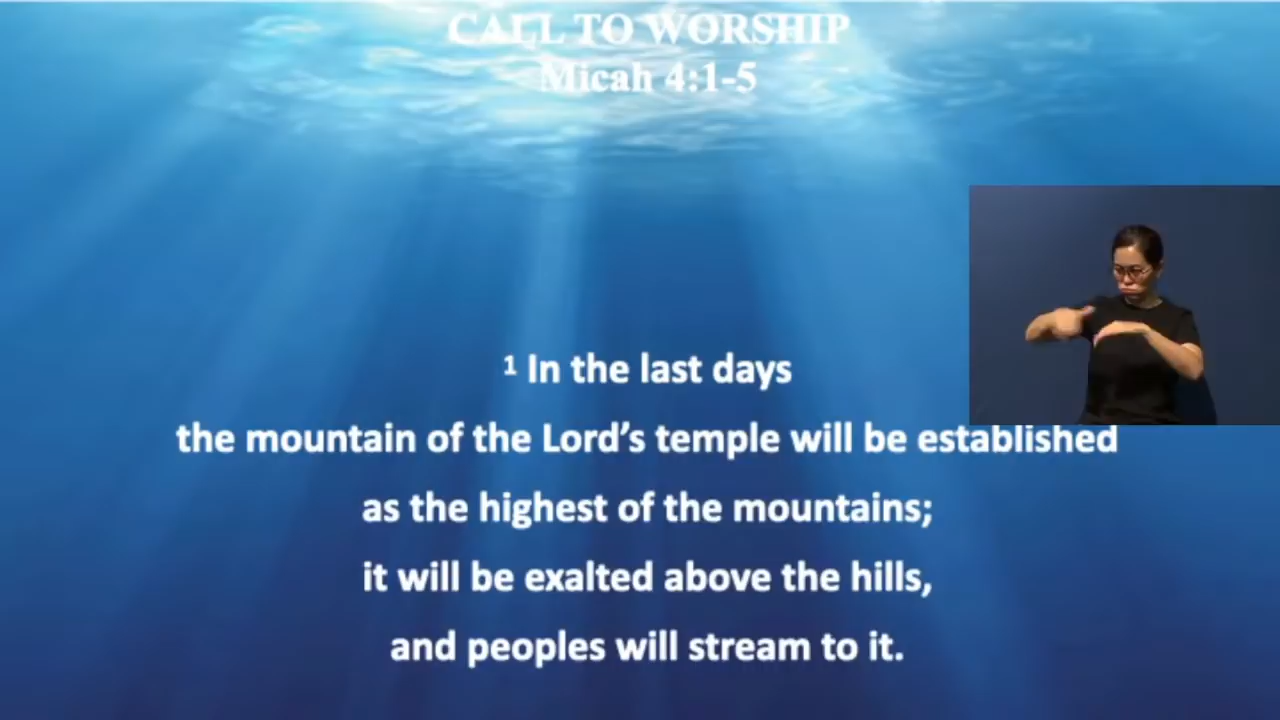 CALL TO WORSHIP
Micah 4:1-5
1 In the last days
the mountain of the Lord’s temple will be established
as the highest of the mountains;
it will be exalted above the hills,
and peoples will stream to it.